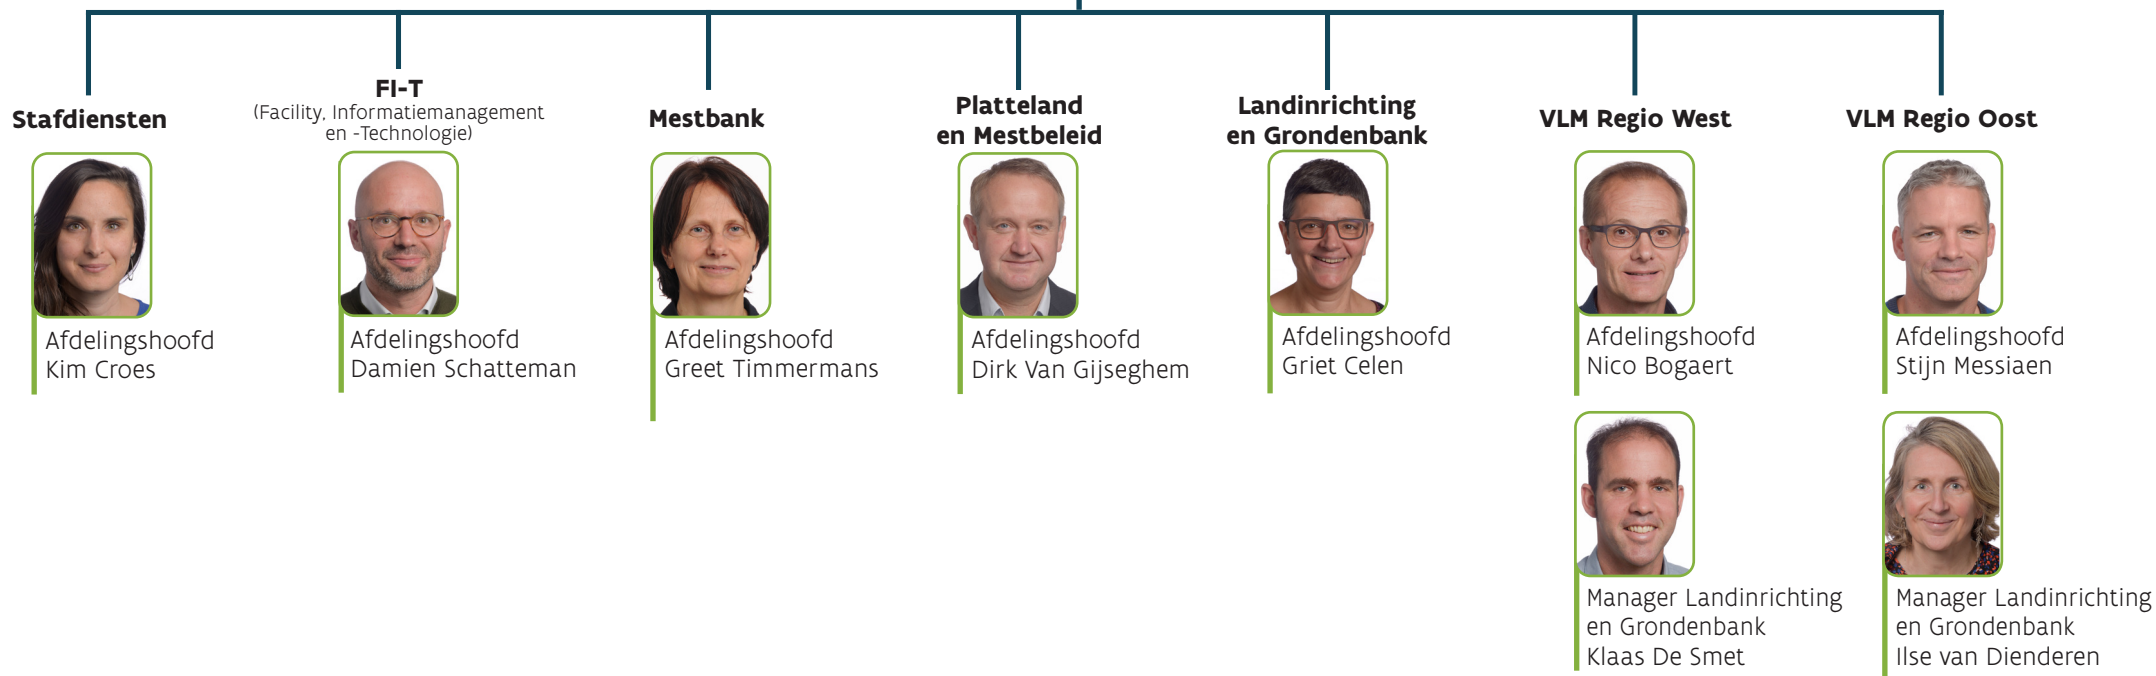 Stafdiensten
Afdelingshoofd
Kim Croes
FI-T
(Facility, Informatiemanagement
en -Technologie)
Afdelingshoofd
Damien Schatteman
Mestbank
Afdelingshoofd
Greet Timmermans
Platteland
en Mestbeleid
Afdelingshoofd
Dirk Van Gijseghem
Landinrichting
en Grondenbank
Afdelingshoofd
Griet Celen
VLM Regio West
Afdelingshoofd
Nico Bogaert
Manager Landinrichting
en Grondenbank
Klaas De Smet
VLM Regio Oost
Afdelingshoofd
Stijn Messiaen
Manager Landinrichting
en Grondenbank
Ilse van Dienderen